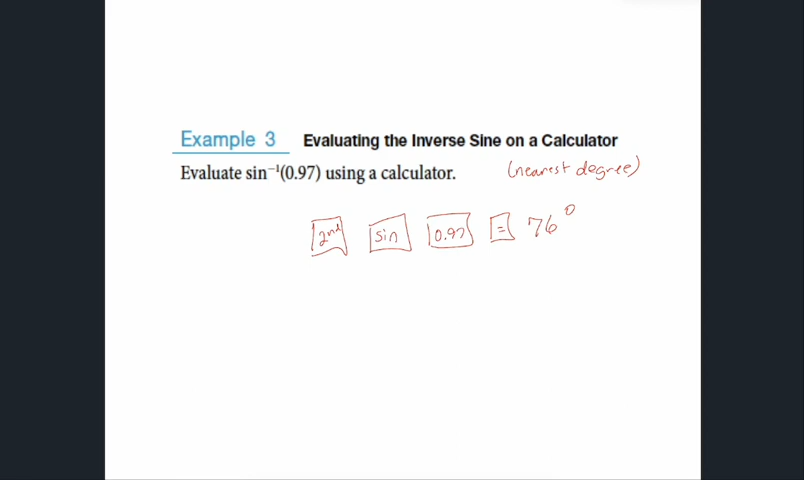 Example 3 Evaluating the Inverse Sine on a Calculator
Evaluate sin⁻¹(0.97) using a calculator. (nearest degree)
2nd sin 0.97 = 76°